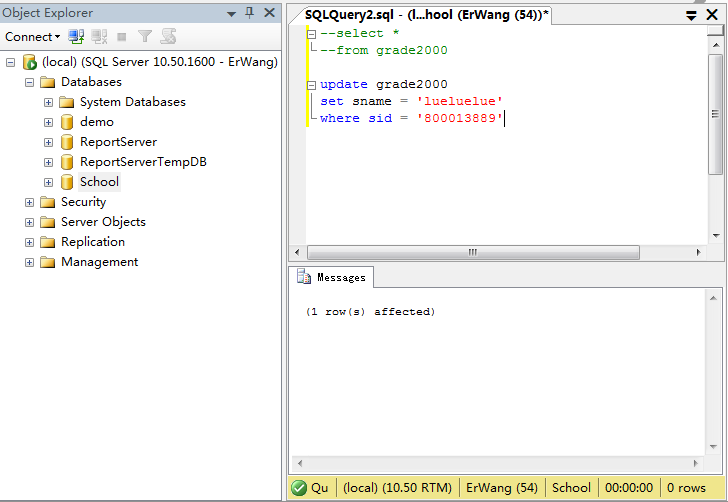 Object Explorer
Connect
(local) (SQL Server 10.50.1600 - ErWang)
Databases
System Databases
demo
ReportServer
ReportServerTempDB
School
Security
Server Objects
Replication
Management
SQLQuery2.sql - (l...hool (ErWang (54))*
--select *
--from grade2000
update grade2000
set sname = 'lueluelue'
where sid = '800013889'
Messages
(1 row(s) affected)
Qu (local) (10.50 RTM) ErWang (54) School 00:00:00 0 rows